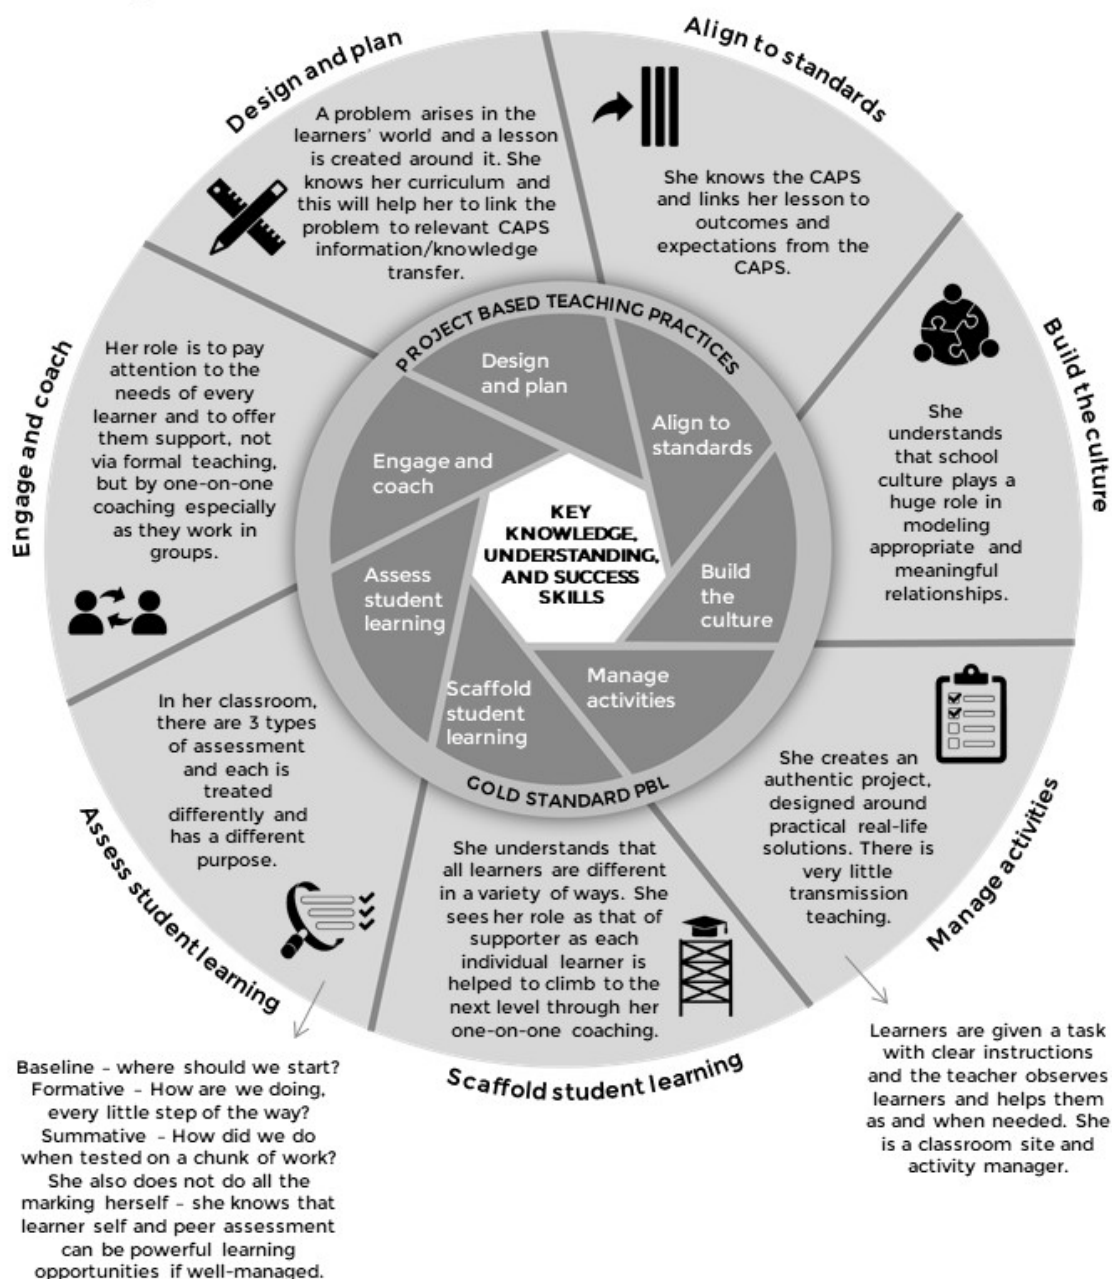 Design and plan
A problem arises in the
learners' world and a lesson
is created around it. She
knows her curriculum and
this will help her to link the
problem to relevant CAPS
information/knowledge
transfer.
Align to standards
She knows the CAPS
and links her lesson to
outcomes and
expectations from the
CAPS.
Build the culture
She
understands
that school
culture plays a
huge role in
modeling
appropriate and
meaningful
relationships.
Manage activities
She creates an
authentic project,
designed around
practical real-life
solutions. There is
very little
transmission
teaching.
Learners are given a task
with clear instructions
and the teacher observes
learners and helps them
as and when needed. She
is a classroom site and
activity manager.
Scaffold student learning
She understands that
all learners are different
in a variety of ways. She
sees her role as that of
supporter as each
individual learner is
helped to climb to the
next level through her
one-on-one coaching.
Assess student learning
In her classroom,
there are 3 types
of assessment
and each is
treated
differently and
has a different
purpose.
Baseline - where should we start?
Formative - How are we doing,
every little step of the way?
Summative - How did we do
when tested on a chunk of work?
She also does not do all the
marking herself - she knows that
learner self and peer assessment
can be powerful learning
opportunities if well-managed.
Engage and coach
Her role is to pay
attention to the
needs of every
learner and to offer
them support, not
via formal teaching,
but by one-on-one
coaching especially
as they work in
groups.
PROJECT BASED TEACHING PRACTICES
Design
and plan
Align to
standards
Build
the
culture
Manage
activities
Scaffold
student
learning
Assess
student
learning
Engage and
coach
KEY
KNOWLEDGE,
UNDERSTANDING,
AND SUCCESS
SKILLS
GOLD STANDARD PBL